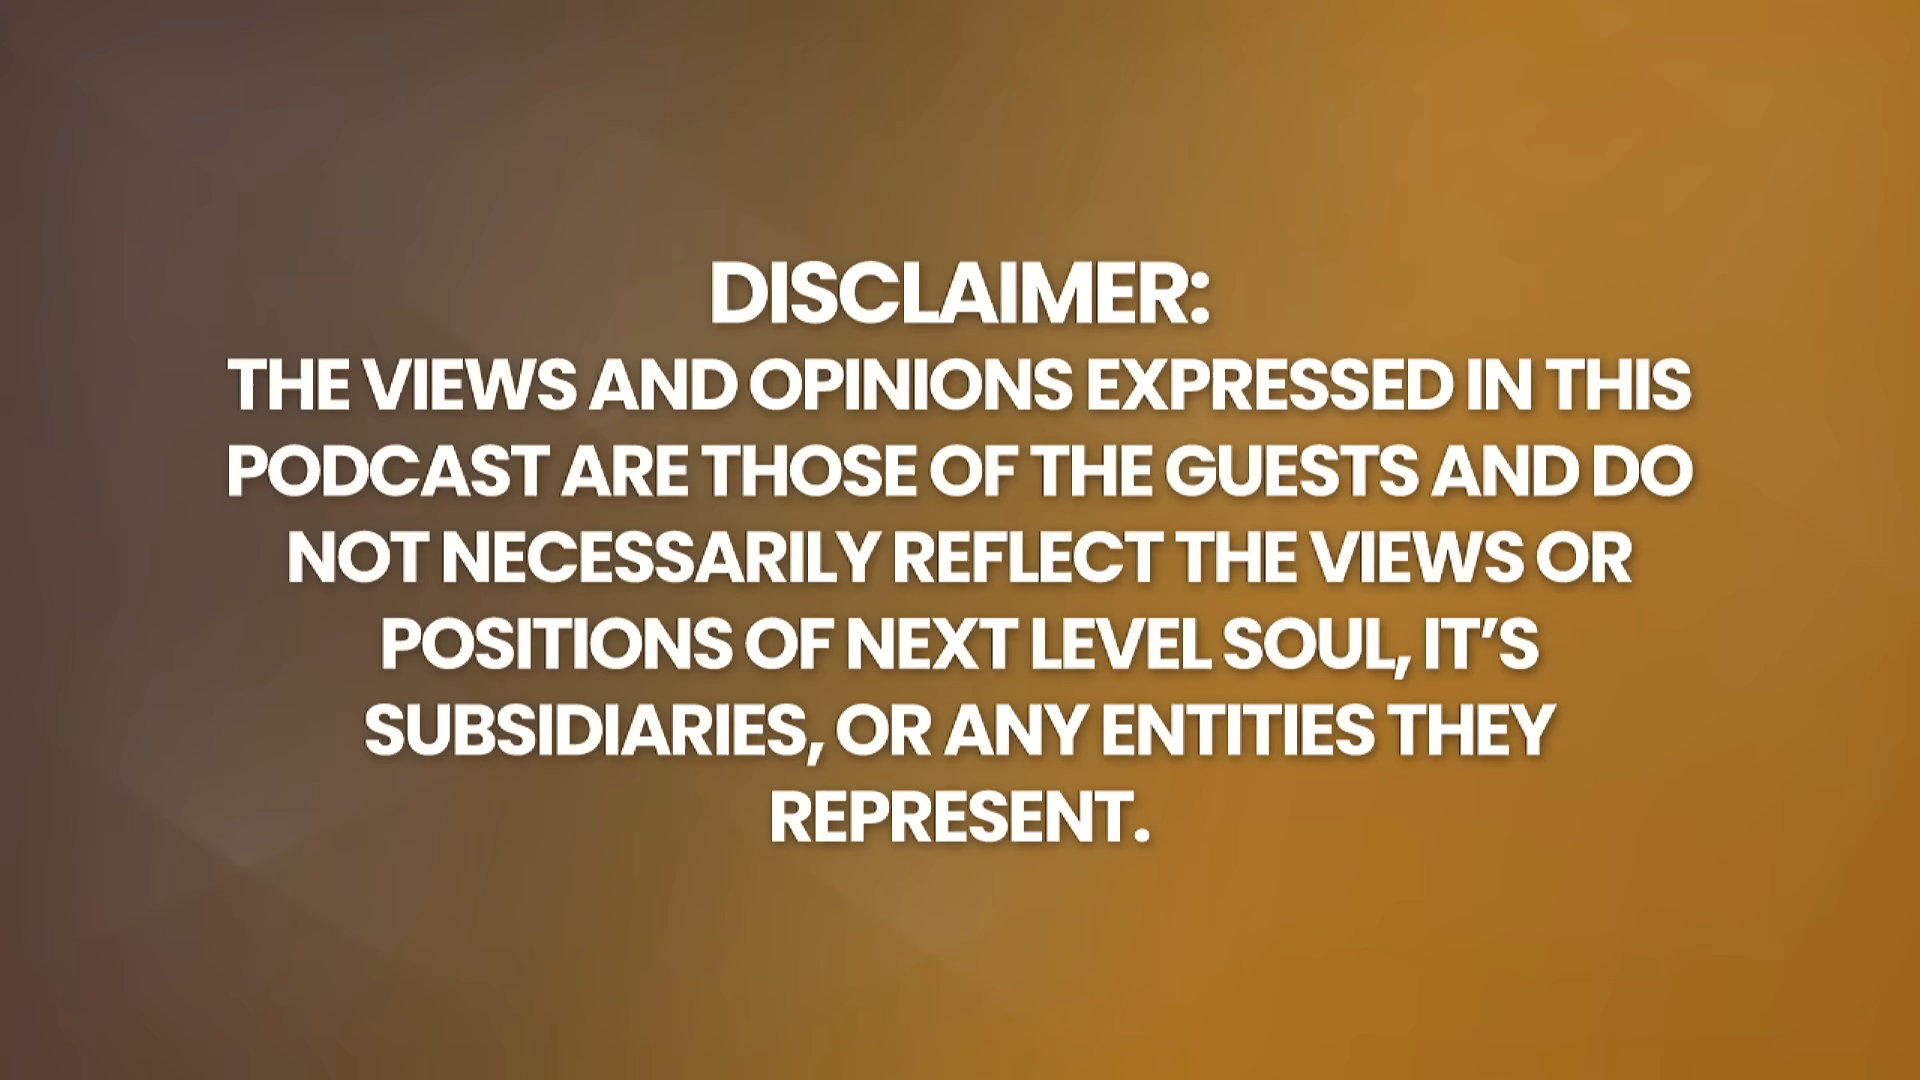 DISCLAIMER:
THE VIEWS AND OPINIONS EXPRESSED IN THIS
PODCAST ARE THOSE OF THE GUESTS AND DO
NOT NECESSARILY REFLECT THE VIEWS OR
POSITIONS OF NEXT LEVEL SOUL, IT’S
SUBSIDIARIES, OR ANY ENTITIES THEY
REPRESENT.